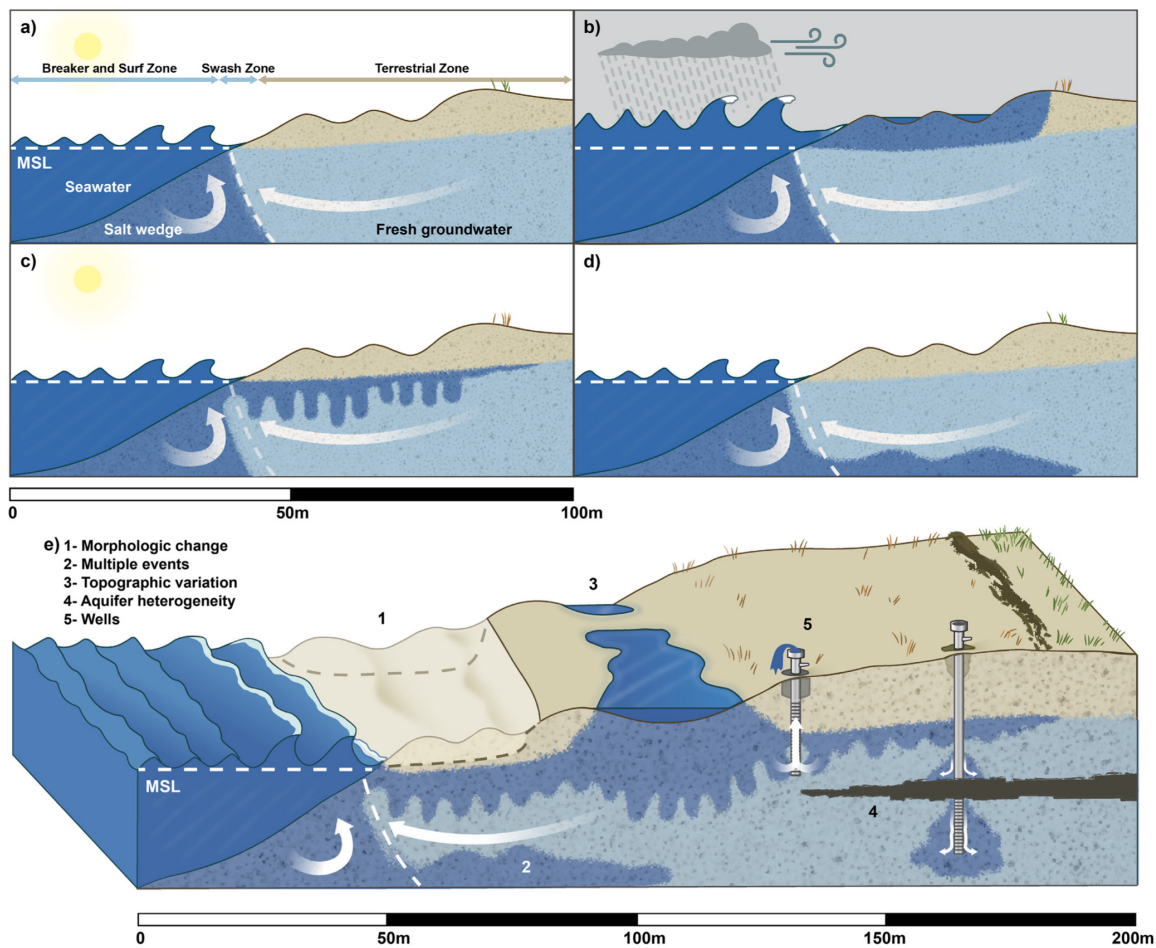 a)
Breaker and Surf Zone
Swash Zone
Terrestrial Zone
MSL
Seawater
Salt wedge
Fresh groundwater
b)
c)
d)
0
50m
100m
e) 1- Morphologic change
2- Multiple events
3- Topographic variation
4- Aquifer heterogeneity
5- Wells
1
3
5
MSL
4
2
0
50m
100m
150m
200m